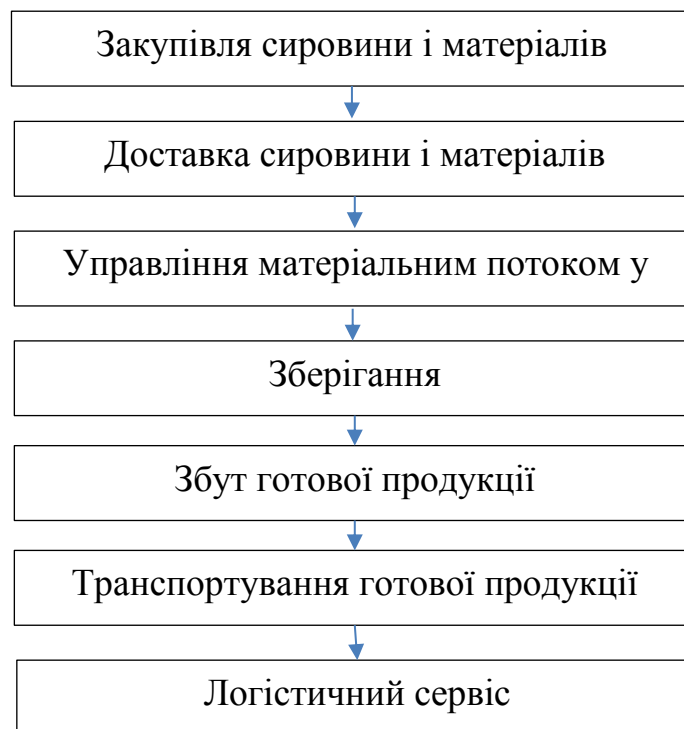 Закупівля сировини і матеріалів
Доставка сировини і матеріалів
Управління матеріальним потоком у
Зберігання
Збут готової продукції
Транспортування готової продукції
Логістичний сервіс